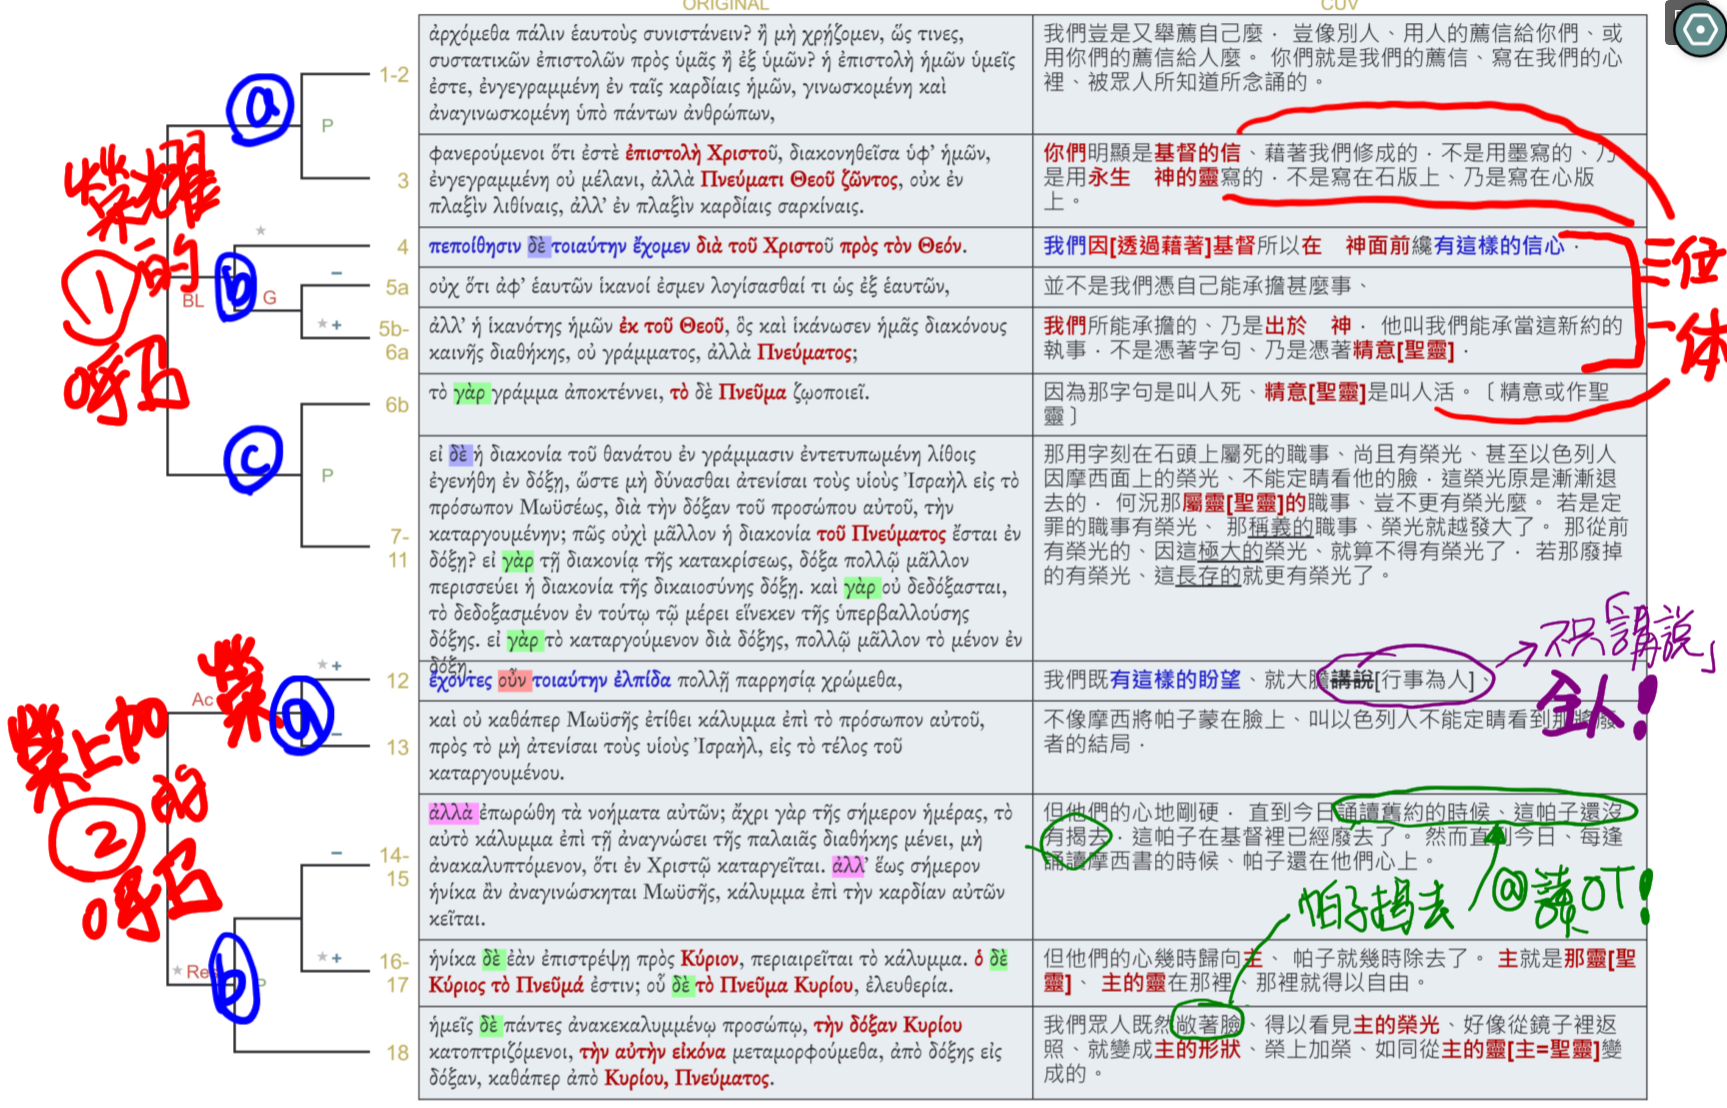 ORIGINAL
CUV
1-2
ἀρχόμεθα πάλιν ἑαυτοὺς συνιστάνειν? ἢ μὴ χρῄζομεν, ὥς τινες,
συστατικῶν ἐπιστολῶν πρὸς ὑμᾶς ἢ ἐξ ὑμῶν? ἡ ἐπιστολὴ ἡμῶν ὑμεῖς
ἐστε, ἐνγεγραμμένη ἐν ταῖς καρδίαις ἡμῶν, γινωσκομένη καὶ
ἀναγινωσκομένη ὑπὸ πάντων ἀνθρώπων,
我們豈是又舉薦自己麼．豈像別人、用人的薦信給你們、或
用你們的薦信給人麼。 你們就是我們的薦信、寫在我們的心
裡、被眾人所知道所念誦的。
a
P
3
φανερούμενοι ὅτι ἐστὲ ἐπιστολὴ Χριστοῦ, διακονηθεῖσα ὑφ’ ἡμῶν,
ἐνγεγραμμένη οὐ μέλανι, ἀλλὰ Πνεύματι Θεοῦ ζῶντος, οὐκ ἐν
πλαξὶν λιθίναις, ἀλλ’ ἐν πλαξὶν καρδίαις σαρκίναις.
你們明顯是基督的信、藉著我們修成的．不是用墨寫的、乃
是用永生　神的靈寫的．不是寫在石版上、乃是寫在心版
上。
榮耀
的
①
呼召
★
4
πεποίθησιν δὲ τοιαύτην ἔχομεν διὰ τοῦ Χριστοῦ πρὸς τὸν Θεόν.
我們因[透過藉著]基督所以在　神面前纔有這樣的信心．
三位
一体
BL
b
G
−
5a
οὐχ ὅτι ἀφ’ ἑαυτῶν ἱκανοί ἐσμεν λογίσασθαί τι ὡς ἐξ ἑαυτῶν,
並不是我們憑自己能承擔甚麼事、
★+
5b-
6a
ἀλλ’ ἡ ἱκανότης ἡμῶν ἐκ τοῦ Θεοῦ, ὃς καὶ ἱκάνωσεν ἡμᾶς διακόνους
καινῆς διαθήκης, οὐ γράμματος, ἀλλὰ Πνεύματος;
我們所能承擔的、乃是出於　神．他叫我們能承當這新約的
執事．不是憑著字句、乃是憑著精意[聖靈]．
6b
τὸ γὰρ γράμμα ἀποκτέννει, τὸ δὲ Πνεῦμα ζῳοποιεῖ.
因為那字句是叫人死、精意[聖靈]是叫人活。〔精意或作聖
靈〕
c
P
7-
11
εἰ δὲ ἡ διακονία τοῦ θανάτου ἐν γράμμασιν ἐντετυπωμένη λίθοις
ἐγενήθη ἐν δόξῃ, ὥστε μὴ δύνασθαι ἀτενίσαι τοὺς υἱοὺς Ἰσραὴλ εἰς τὸ
πρόσωπον Μωϋσέως, διὰ τὴν δόξαν τοῦ προσώπου αὐτοῦ, τὴν
καταργουμένην; πῶς οὐχὶ μᾶλλον ἡ διακονία τοῦ Πνεύματος ἔσται ἐν
δόξῃ? εἰ γὰρ τῇ διακονίᾳ τῆς κατακρίσεως, δόξα πολλῷ μᾶλλον
περισσεύει ἡ διακονία τῆς δικαιοσύνης δόξῃ. καὶ γὰρ οὐ δεδόξασται,
τὸ δεδοξασμένον ἐν τούτῳ τῷ μέρει εἵνεκεν τῆς ὑπερβαλλούσης
δόξης. εἰ γὰρ τὸ καταργούμενον διὰ δόξης, πολλῷ μᾶλλον τὸ μένον ἐν
δόξῃ.
那用字刻在石頭上屬死的職事、尚且有榮光、甚至以色列人
因摩西面上的榮光、不能定睛看他的臉．這榮光原是漸漸退
去的． 何況那屬靈[聖靈]的職事、豈不更有榮光麼。 若是定
罪的職事有榮光、 那稱義的職事、榮光就越發大了。 那從前
有榮光的、因這極大的榮光、就算不得有榮光了． 若那廢掉
的有榮光、這長存的就更有榮光了。
★+
12
ἔχοντες οὖν τοιαύτην ἐλπίδα πολλῇ παρρησίᾳ χρώμεθα,
我們既有這樣的盼望、就大膽講說[行事為人]
不只「講說」
全人!
榮上加
榮
的
②
呼召
Ac
a
−
13
καὶ οὐ καθάπερ Μωϋσῆς ἐτίθει κάλυμμα ἐπὶ τὸ πρόσωπον αὐτοῦ,
πρὸς τὸ μὴ ἀτενίσαι τοὺς υἱοὺς Ἰσραὴλ, εἰς τὸ τέλος τοῦ
καταργουμένου.
不像摩西將帕子蒙在臉上、叫以色列人不能定睛看到那將廢
者的結局．
−
14-
15
ἀλλὰ ἐπωρώθη τὰ νοήματα αὐτῶν; ἄχρι γὰρ τῆς σήμερον ἡμέρας, τὸ
αὐτὸ κάλυμμα ἐπὶ τῇ ἀναγνώσει τῆς παλαιᾶς διαθήκης μένει, μὴ
ἀνακαλυπτόμενον, ὅτι ἐν Χριστῷ καταργεῖται. ἀλλ’ ἕως σήμερον
ἡνίκα ἂν ἀναγινώσκηται Μωϋσῆς, κάλυμμα ἐπὶ τὴν καρδίαν αὐτῶν
κεῖται.
但他們的心地剛硬． 直到今日誦讀舊約的時候、這帕子還沒
有揭去．這帕子在基督裡已經廢去了。 然而直到今日、每逢
誦讀摩西書的時候、帕子還在他們心上。
帕子揭去
@讀OT!
★Re
b
P
★+
16-
17
ἡνίκα δὲ ἐὰν ἐπιστρέψῃ πρὸς Κύριον, περιαιρεῖται τὸ κάλυμμα. ὁ δὲ
Κύριος τὸ Πνεῦμά ἐστιν; οὗ δὲ τὸ Πνεῦμα Κυρίου, ἐλευθερία.
但他們的心幾時歸向主、 帕子就幾時除去了。 主就是那靈[聖
靈]、 主的靈在那裡、那裡就得以自由。
18
ἡμεῖς δὲ πάντες ἀνακεκαλυμμένῳ προσώπῳ, τὴν δόξαν Κυρίου
κατοπτριζόμενοι, τὴν αὐτὴν εἰκόνα μεταμορφούμεθα, ἀπὸ δόξης εἰς
δόξαν, καθάπερ ἀπὸ Κυρίου, Πνεύματος.
我們眾人既然敞著臉、得以看見主的榮光、好像從鏡子裡返
照、就變成主的形狀、榮上加榮、如同從主的靈[主=聖靈]變
成的。